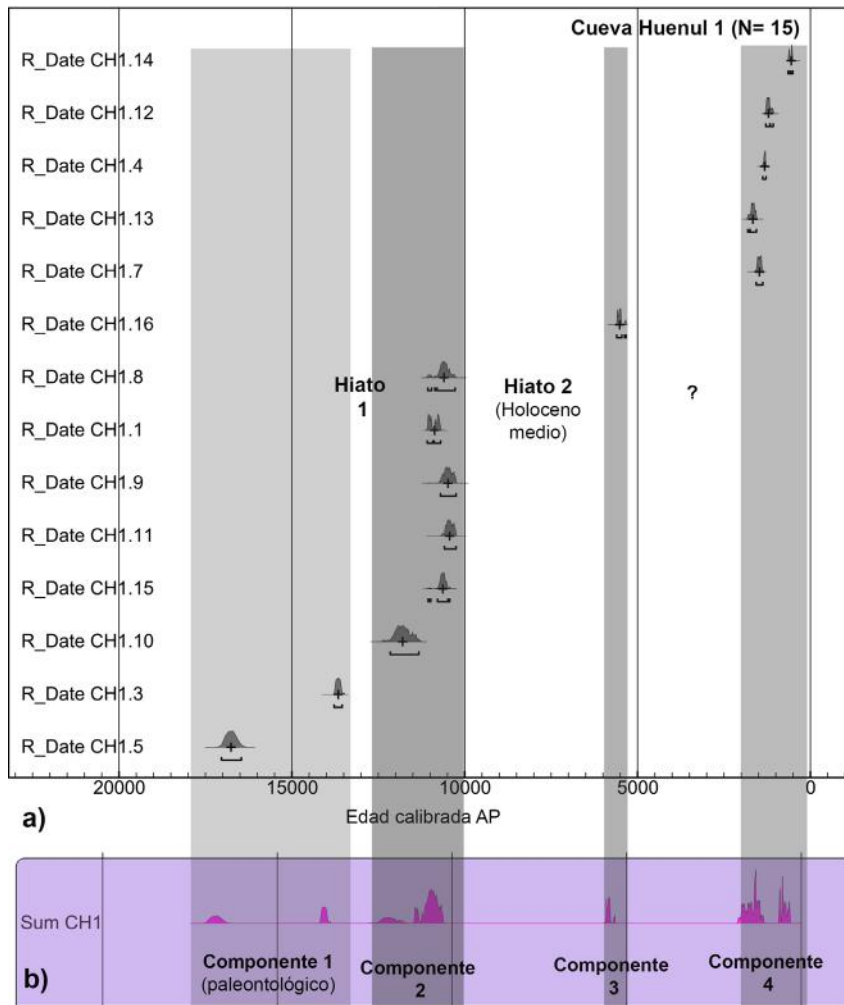 Cueva Huenul 1 (N= 15)
R_Date CH1.14
R_Date CH1.12
R_Date CH1.4
R_Date CH1.13
R_Date CH1.7
R_Date CH1.16
R_Date CH1.8
Hiato
1
Hiato 2
(Holoceno
medio)
?
R_Date CH1.1
R_Date CH1.9
R_Date CH1.11
R_Date CH1.15
R_Date CH1.10
R_Date CH1.3
R_Date CH1.5
20000 15000 10000 5000 0
a) Edad calibrada AP
Sum CH1
b)
Componente 1
(paleontológico)
Componente
2
Componente
3
Componente
4